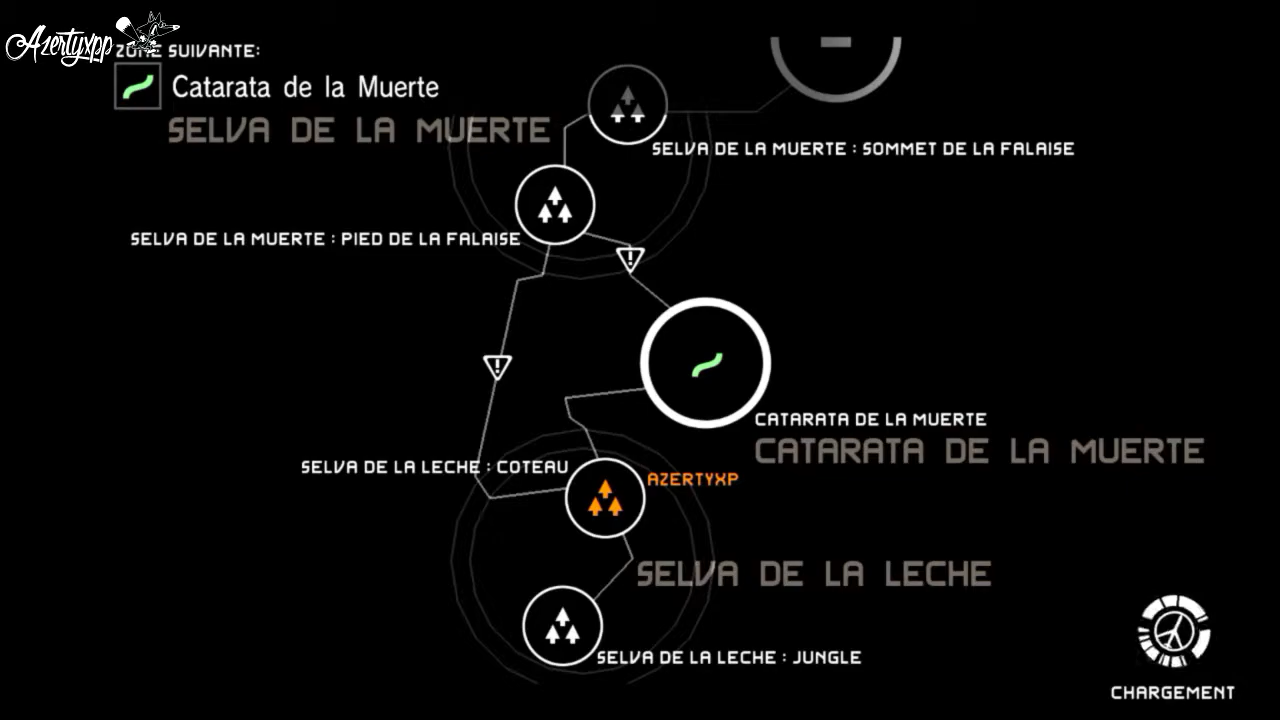 Azertyxpp
ZONE SUIVANTE:
Catarata de la Muerte
SELVA DE LA MUERTE
SELVA DE LA MUERTE : SOMMET DE LA FALAISE
SELVA DE LA MUERTE : PIED DE LA FALAISE
CATARATA DE LA MUERTE
CATARATA DE LA MUERTE
SELVA DE LA LECHE : COTEAU
AZERTYXP
SELVA DE LA LECHE
SELVA DE LA LECHE : JUNGLE
CHARGEMENT